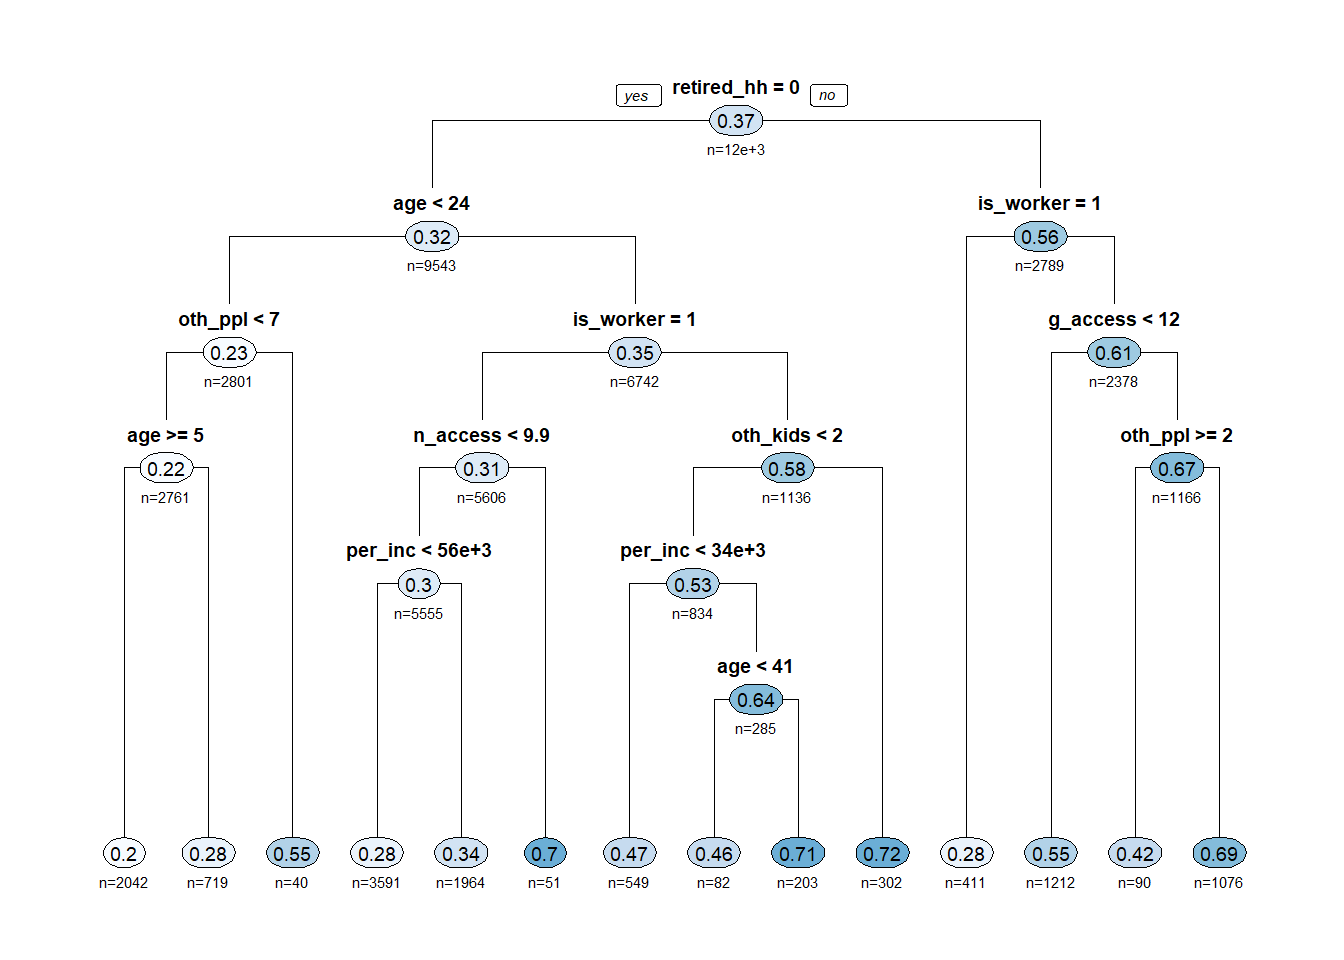 yes retired_hh = 0 no
0.37
n=12e+3
age < 24 is_worker = 1
0.32 0.56
n=9543 n=2789
oth_ppl < 7 is_worker = 1 g_access < 12
0.23 0.35 0.61
n=2801 n=6742 n=2378
age >= 5 n_access < 9.9 oth_kids < 2 oth_ppl >= 2
0.22 0.31 0.58 0.67
n=2761 n=5606 n=1136 n=1166
per_inc < 56e+3 per_inc < 34e+3
0.3 0.53
n=5555 n=834
age < 41
0.64
n=285
0.2 0.28 0.55 0.28 0.34 0.7 0.47 0.46 0.71 0.72 0.28 0.55 0.42 0.69
n=2042 n=719 n=40 n=3591 n=1964 n=51 n=549 n=82 n=203 n=302 n=411 n=1212 n=90 n=1076